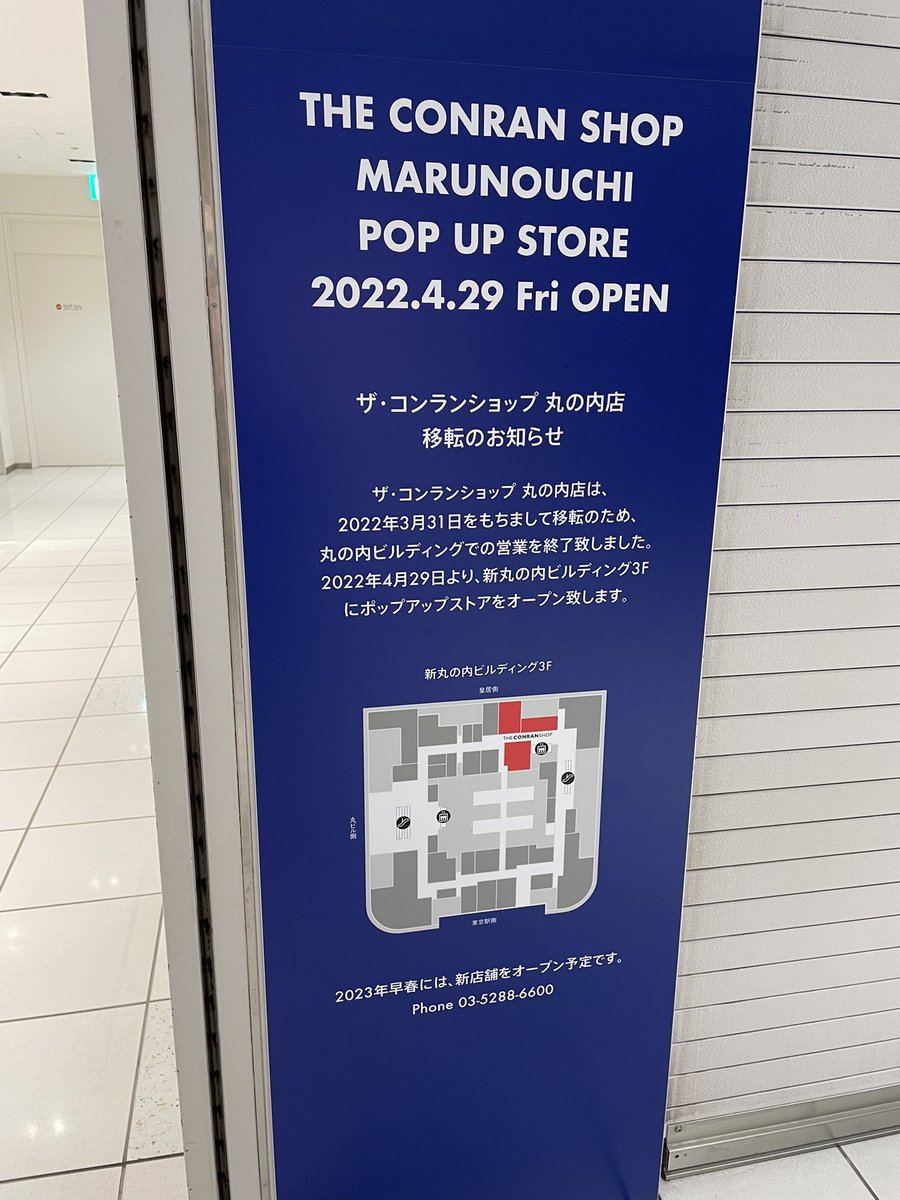 THE CONRAN SHOP
MARUNOUCHI
POP UP STORE
2022.4.29 Fri OPEN
ザ・コンランショップ 丸の内店
移転のお知らせ
ザ・コンランショップ 丸の内店は、
2022年3月31日をもちまして移転のため、
丸の内ビルディングでの営業を終了致しました。
2022年4月29日より、新丸の内ビルディング3F
にポップアップストアをオープン致します。
新丸の内ビルディング3F
皇居側
THE CONRAN SHOP
丸ビル側
東京駅側
2023年早春には、新店舗をオープン予定です。
Phone 03-5288-6600